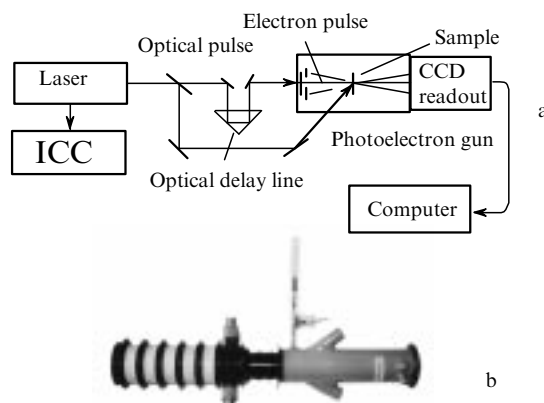 Electron pulse
Optical pulse
Sample
Laser
CCD
readout
a
ICC
Photoelectron gun
Optical delay line
Computer
b